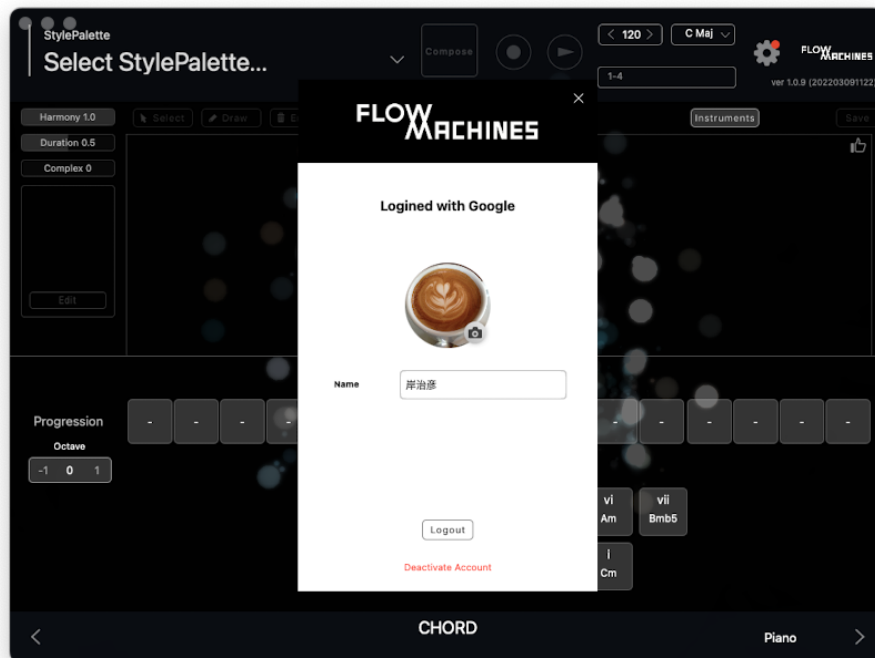 StylePalette
Select StylePalette...
Compose
120
C Maj
1-4
FLOW MACHINES
ver 1.0.9 (202203091122)
Harmony 1.0
Duration 0.5
Complex 0
Edit
Select
Draw
Instruments
Save
FLOW
MACHINES
Logined with Google
Name
岸治彦
Logout
Deactivate Account
Progression
- - - - - - - - - -
Octave
-1 0 1
vi
Am
vii
Bmb5
i
Cm
CHORD
Piano